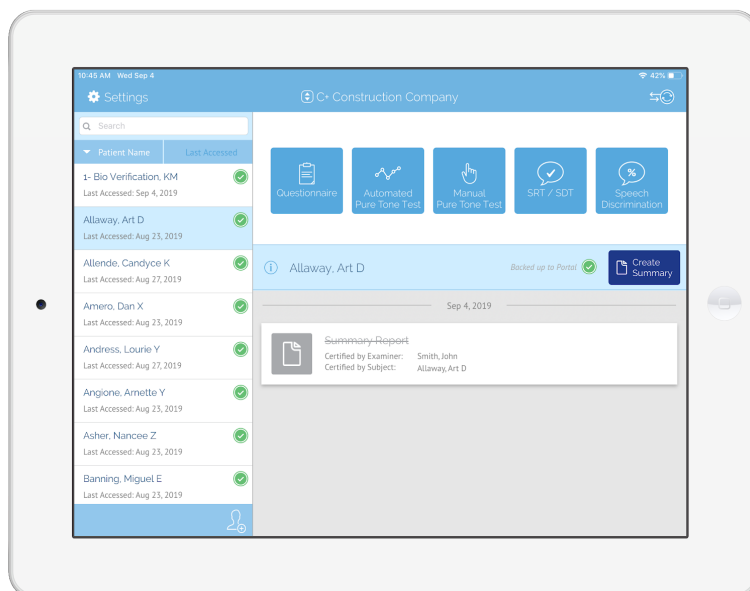 10:45 AM Wed Sep 4
42%
Settings
C+ Construction Company
Search
Patient Name Last Accessed
1- Bio Verification, KM
Last Accessed: Sep 4, 2019
Allaway, Art D
Last Accessed: Aug 23, 2019
Allende, Candyce K
Last Accessed: Aug 27, 2019
Amero, Dan X
Last Accessed: Aug 23, 2019
Andress, Lourie Y
Last Accessed: Aug 27, 2019
Angione, Arnette Y
Last Accessed: Aug 23, 2019
Asher, Nancee Z
Last Accessed: Aug 23, 2019
Banning, Miguel E
Last Accessed: Aug 23, 2019
Questionnaire
Automated
Pure Tone Test
Manual
Pure Tone Test
SRT / SDT
%
Speech
Discrimination
Allaway, Art D
Backed up to Portal
Create
Summary
Sep 4, 2019
Summary Report
Certified by Examiner: Smith, John
Certified by Subject: Allaway, Art D